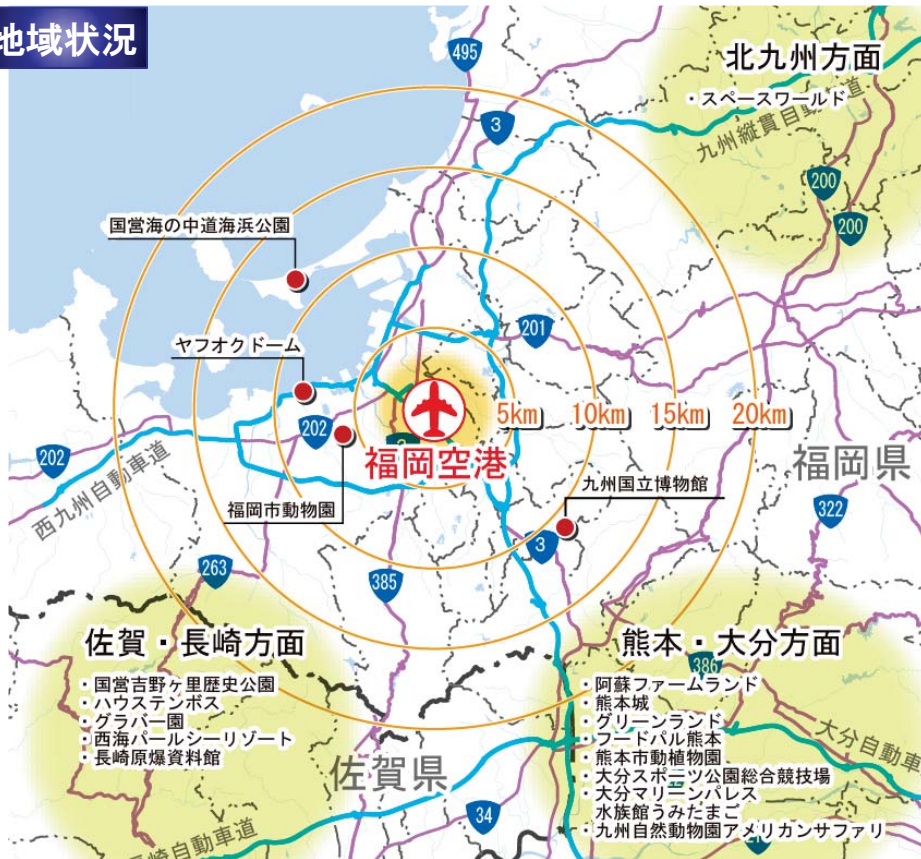 地域状況
495
北九州方面
・スペースワールド
九州縦貫自動車道
3
200
200
国営海の中道海浜公園
201
ヤフオクドーム
5km
10km
15km
20km
202
202
福岡空港
福岡県
西九州自動車道
福岡市動物園
九州国立博物館
322
3
263
385
佐賀・長崎方面
・国営吉野ヶ里歴史公園
・ハウステンボス
・グラバー園
・西海パールシーリゾート
・長崎原爆資料館
熊本・大分方面
386
・阿蘇ファームランド
・熊本城
・グリーンランド
・フードパル熊本
・熊本市動植物園
・大分スポーツ公園総合競技場
・大分マリーンパレス
水族館うみたまご
・九州自然動物園アメリカンサファリ
大分自動車
佐賀県
34
長崎自動車道